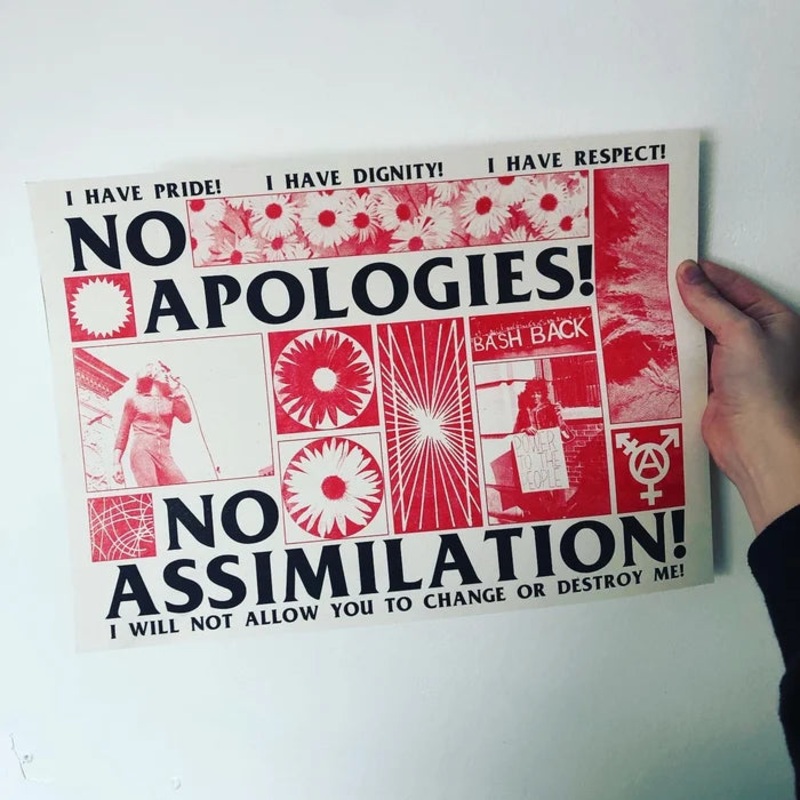 I HAVE PRIDE! I HAVE DIGNITY! I HAVE RESPECT!
NO
APOLOGIES!
BASH BACK
POWER
TO THE
PEOPLE
NO
ASSIMILATION!
I WILL NOT ALLOW YOU TO CHANGE OR DESTROY ME!